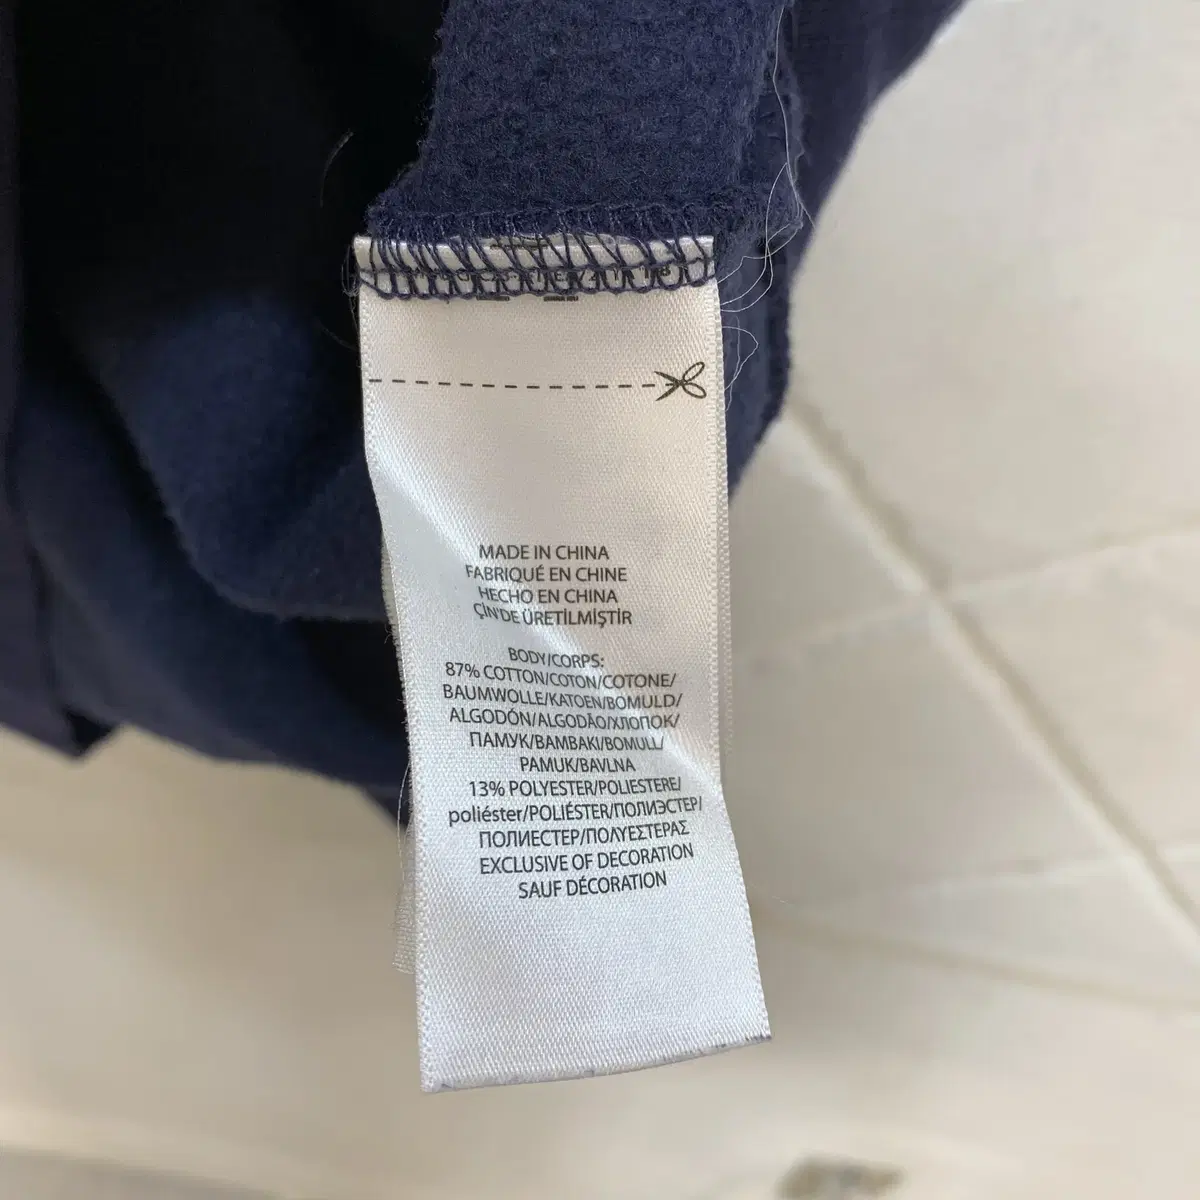 MADE IN CHINA
FABRIQUÉ EN CHINE
HECHO EN CHINA
ÇİN'DE ÜRETİLMİŞTİR
BODY/CORPS:
87% COTTON/COTON/COTONE/
BAUMWOLLE/KATOEN/BOMULD/
ALGODÓN/ALGODÃO/ХЛОПОК/
ПАМУК/ΒΑΜΒΑΚΙ/BOMULL/
PAMUK/BAVLNA
13% POLYESTER/POLIESTERE/
poliéster/POLIÉSTER/ПОЛИЭСТЕР/
ПОЛИЕСТЕР/ΠΟΛΥΕΣΤΕΡΑΣ
EXCLUSIVE OF DECORATION
SAUF DÉCORATION